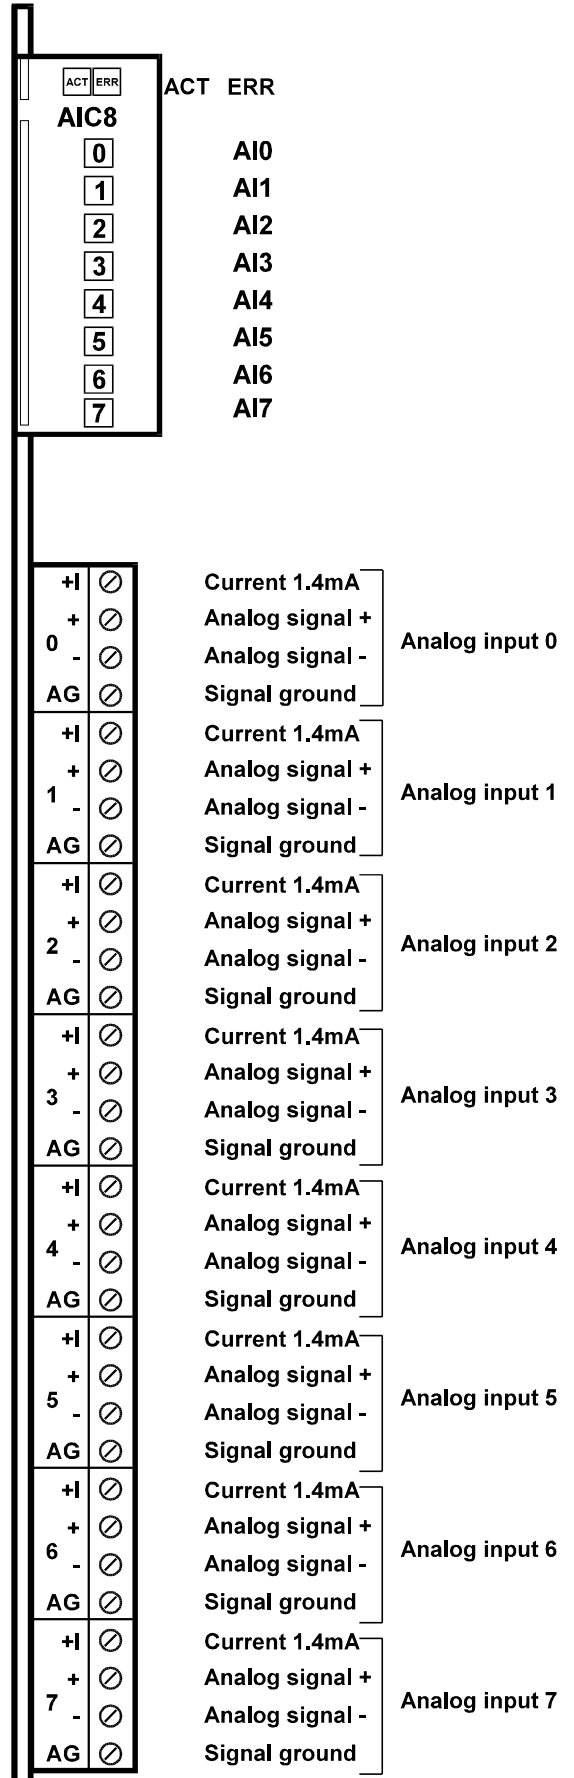 ACT ERR ACT ERR
AIC8
0 AI0
1 AI1
2 AI2
3 AI3
4 AI4
5 AI5
6 AI6
7 AI7
+I Current 1.4mA
+ Analog signal +
0 Analog input 0
- Analog signal -
AG Signal ground
+I Current 1.4mA
+ Analog signal +
1 Analog input 1
- Analog signal -
AG Signal ground
+I Current 1.4mA
+ Analog signal +
2 Analog input 2
- Analog signal -
AG Signal ground
+I Current 1.4mA
+ Analog signal +
3 Analog input 3
- Analog signal -
AG Signal ground
+I Current 1.4mA
+ Analog signal +
4 Analog input 4
- Analog signal -
AG Signal ground
+I Current 1.4mA
+ Analog signal +
5 Analog input 5
- Analog signal -
AG Signal ground
+I Current 1.4mA
+ Analog signal +
6 Analog input 6
- Analog signal -
AG Signal ground
+I Current 1.4mA
+ Analog signal +
7 Analog input 7
- Analog signal -
AG Signal ground